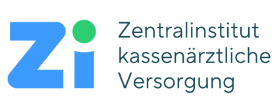 Zi
Zentralinstitut
kassenärztliche
Versorgung